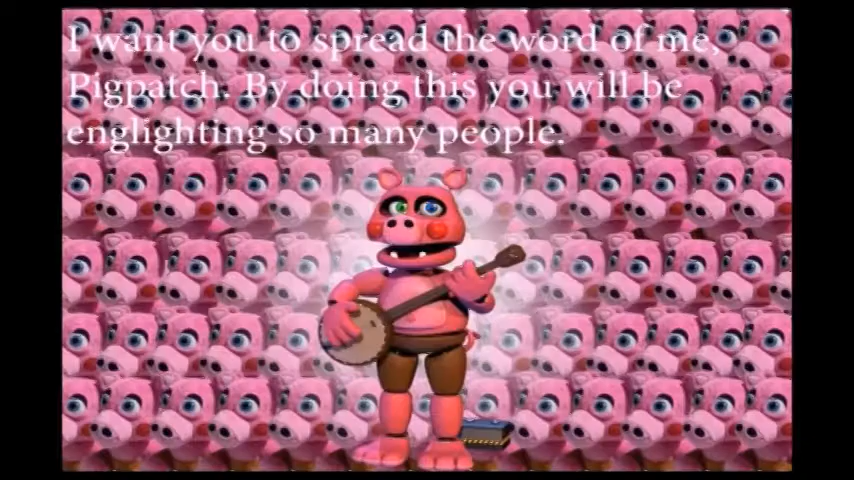 I want you to spread the word of me,
Pigpatch. By doing this you will be
englighting so many people.